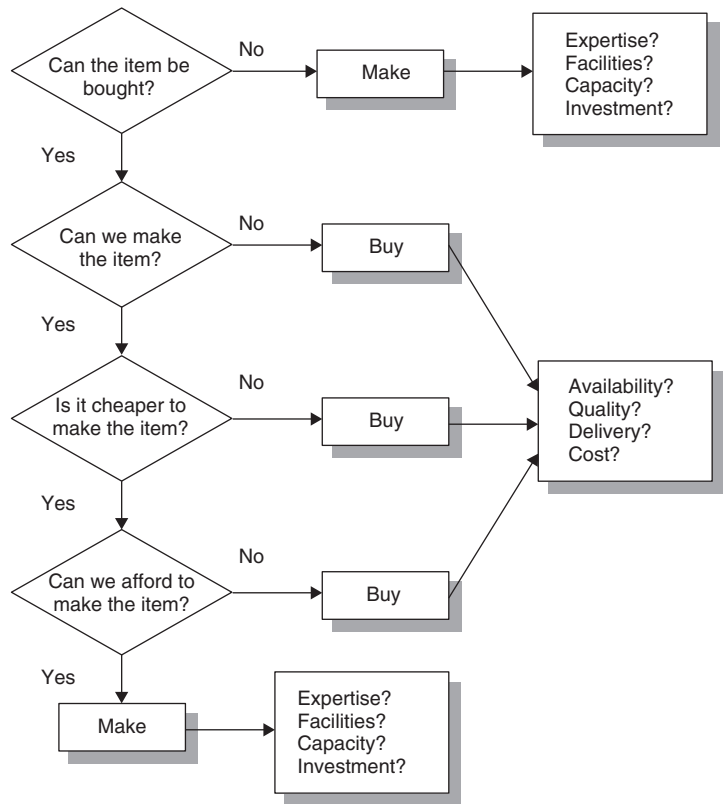 Can the item be
bought?
No
Make
Expertise?
Facilities?
Capacity?
Investment?
Yes
Can we make
the item?
No
Buy
Yes
Is it cheaper to
make the item?
No
Buy
Availability?
Quality?
Delivery?
Cost?
Yes
Can we afford to
make the item?
No
Buy
Yes
Make
Expertise?
Facilities?
Capacity?
Investment?